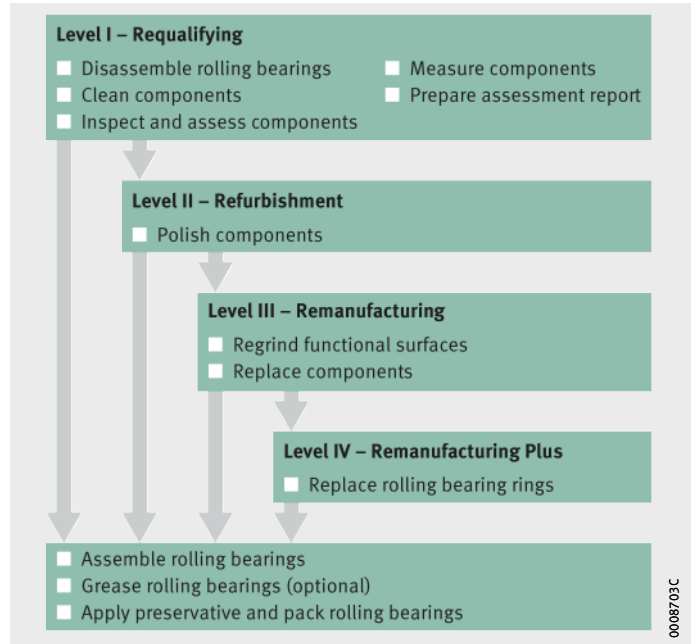 Level I – Requalifying
Disassemble rolling bearings
Clean components
Inspect and assess components
Measure components
Prepare assessment report
Level II – Refurbishment
Polish components
Level III – Remanufacturing
Regrind functional surfaces
Replace components
Level IV – Remanufacturing Plus
Replace rolling bearing rings
Assemble rolling bearings
Grease rolling bearings (optional)
Apply preservative and pack rolling bearings
0008703C